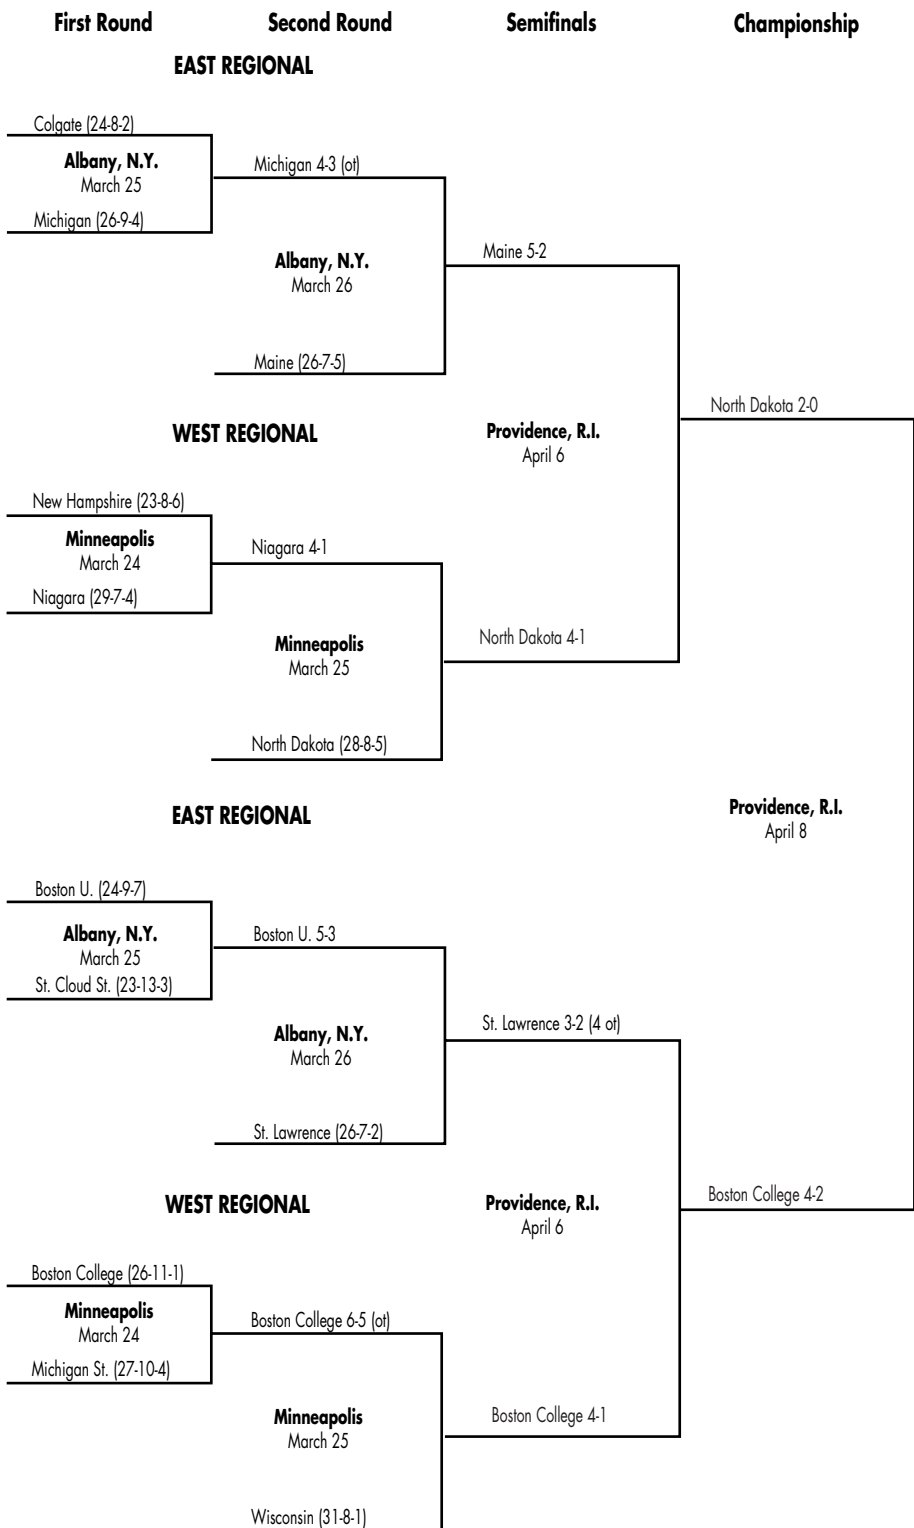 First Round
Second Round
Semifinals
Championship
EAST REGIONAL
Colgate (24-8-2)
Albany, N.Y.
March 25
Michigan (26-9-4)
Michigan 4-3 (ot)
Albany, N.Y.
March 26
Maine (26-7-5)
Maine 5-2
WEST REGIONAL
Providence, R.I.
April 6
North Dakota 2-0
New Hampshire (23-8-6)
Minneapolis
March 24
Niagara (29-7-4)
Niagara 4-1
Minneapolis
March 25
North Dakota (28-8-5)
North Dakota 4-1
EAST REGIONAL
Providence, R.I.
April 8
Boston U. (24-9-7)
Albany, N.Y.
March 25
St. Cloud St. (23-13-3)
Boston U. 5-3
Albany, N.Y.
March 26
St. Lawrence (26-7-2)
St. Lawrence 3-2 (4 ot)
WEST REGIONAL
Providence, R.I.
April 6
Boston College 4-2
Boston College (26-11-1)
Minneapolis
March 24
Michigan St. (27-10-4)
Boston College 6-5 (ot)
Minneapolis
March 25
Wisconsin (31-8-1)
Boston College 4-1